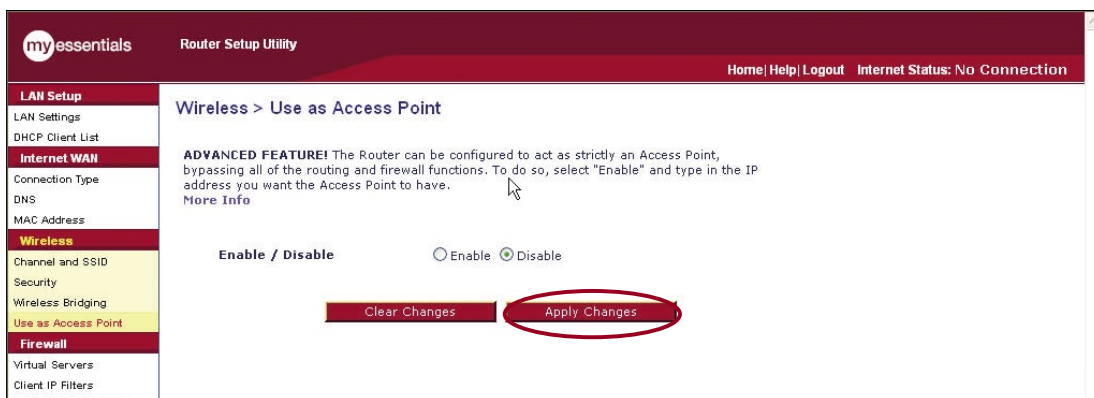 myessentials
Router Setup Utility
Home| Help| Logout Internet Status: No Connection
LAN Setup
LAN Settings
DHCP Client List
Internet WAN
Connection Type
DNS
MAC Address
Wireless
Channel and SSID
Security
Wireless Bridging
Use as Access Point
Firewall
Virtual Servers
Client IP Filters
Wireless > Use as Access Point
ADVANCED FEATURE! The Router can be configured to act as strictly an Access Point,
bypassing all of the routing and firewall functions. To do so, select "Enable" and type in the IP
address you want the Access Point to have.
More Info
Enable / Disable Enable Disable
Clear Changes Apply Changes